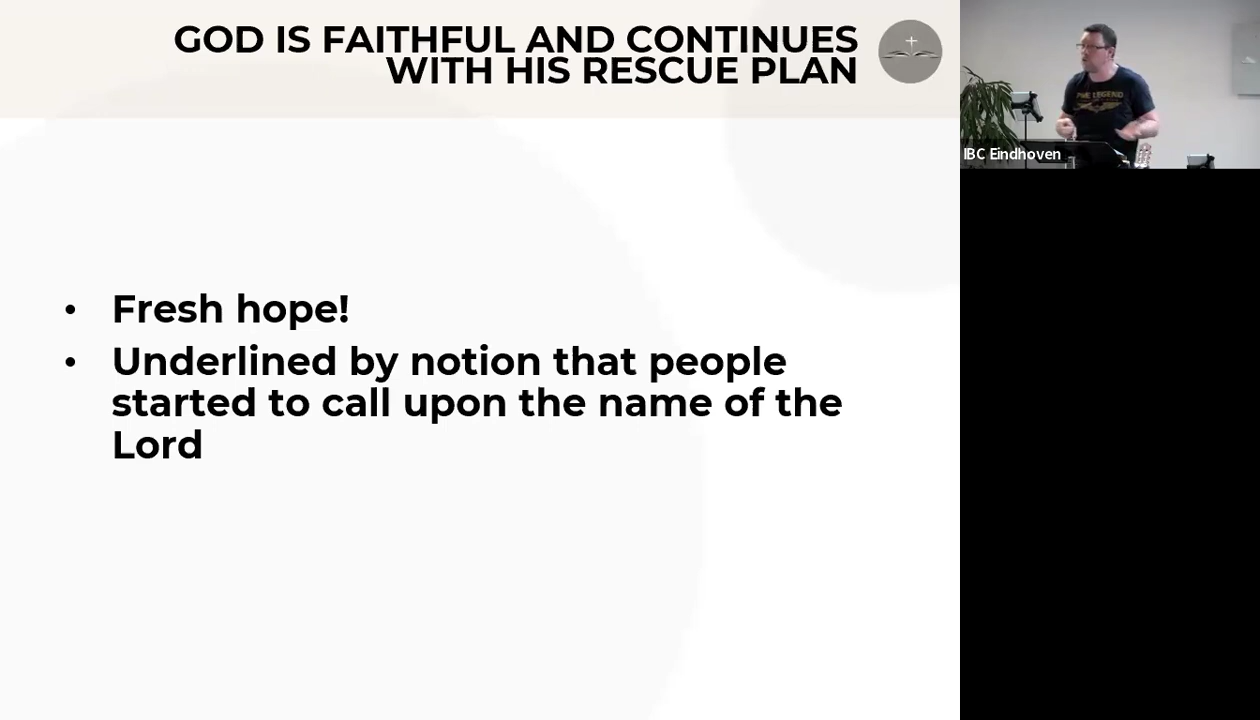 GOD IS FAITHFUL AND CONTINUES
WITH HIS RESCUE PLAN
• Fresh hope!
• Underlined by notion that people
started to call upon the name of the
Lord
IBC Eindhoven
LEGEND